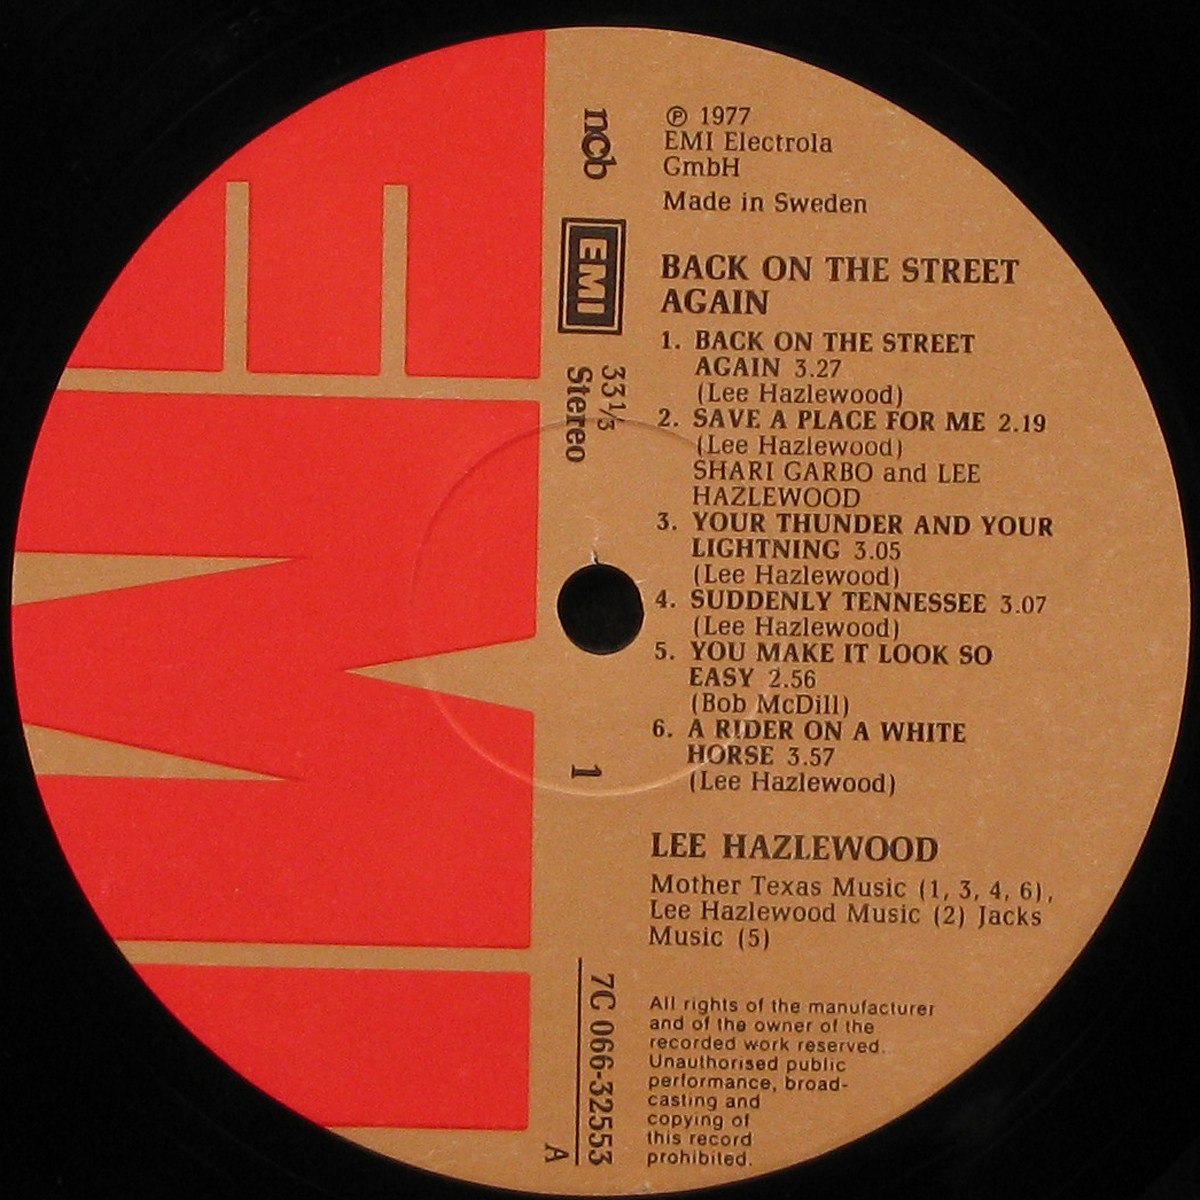 ℗ 1977
EMI Electrola
GmbH
Made in Sweden
ncb
EMI
33⅓
Stereo
1
BACK ON THE STREET
AGAIN
1. BACK ON THE STREET
AGAIN 3.27
(Lee Hazlewood)
2. SAVE A PLACE FOR ME 2.19
(Lee Hazlewood)
SHARI GARBO and LEE
HAZLEWOOD
3. YOUR THUNDER AND YOUR
LIGHTNING 3.05
(Lee Hazlewood)
4. SUDDENLY TENNESSEE 3.07
(Lee Hazlewood)
5. YOU MAKE IT LOOK SO
EASY 2.56
(Bob McDill)
6. A RIDER ON A WHITE
HORSE 3.57
(Lee Hazlewood)
LEE HAZLEWOOD
Mother Texas Music (1, 3, 4, 6),
Lee Hazlewood Music (2) Jacks
Music (5)
7C 066-32553
A
All rights of the manufacturer
and of the owner of the
recorded work reserved.
Unauthorised public
performance, broad-
casting and
copying of
this record
prohibited.
EMI